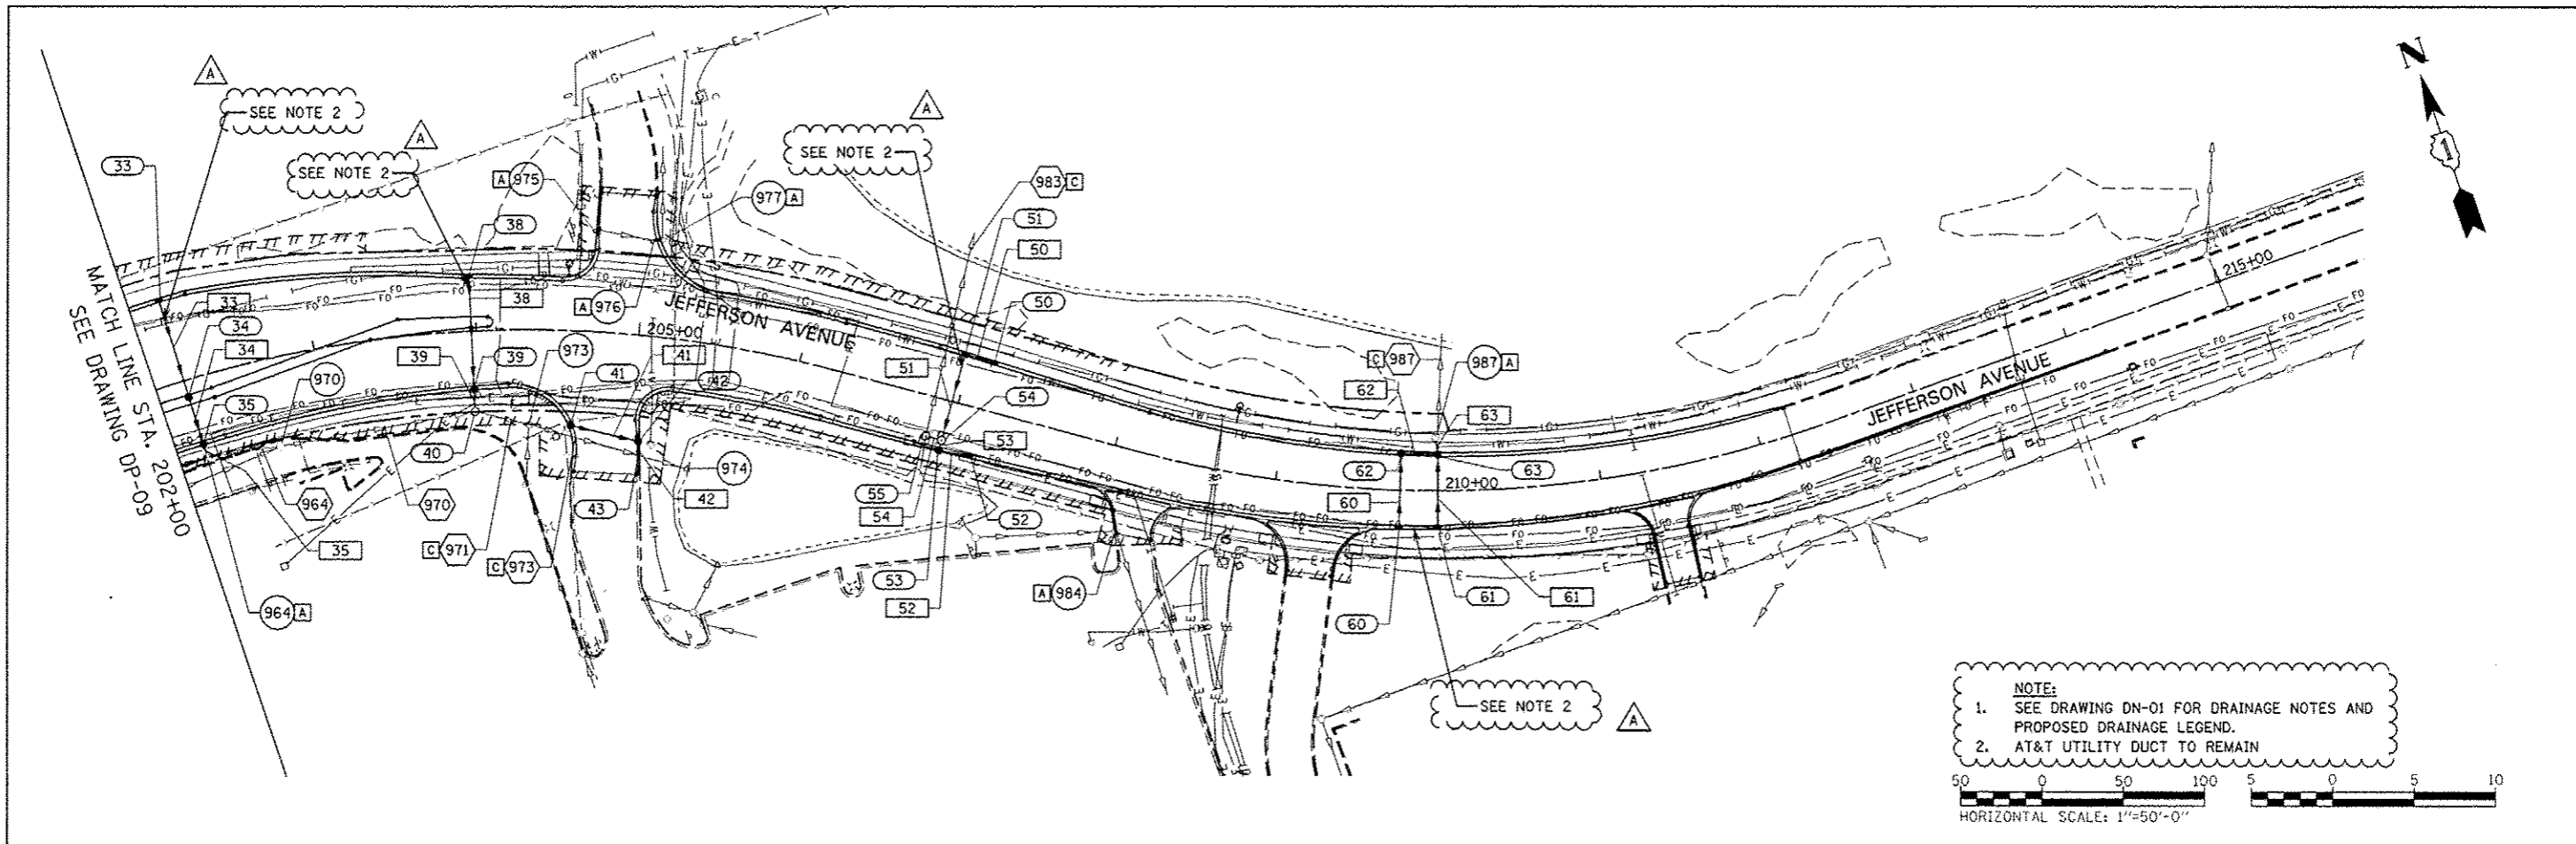 A
SEE NOTE 2
A
SEE NOTE 2
A
SEE NOTE 2
N
1
33
38
A 975
977 A
983 C
51
50
50
A 976
38
33
34
34
39
39
973
41
41
42
970
35
40
964
970
35
C 971
C 973
964 A
43
42
974
JEFFERSON AVENUE
205+00
51
54
53
55
54
52
53
52
C 987
987 A
62
63
62
63
60
210+00
61
61
60
A 984
SEE NOTE 2
A
JEFFERSON AVENUE
215+00
MATCH LINE STA. 202+00
SEE DRAWING DP-09
NOTE:
1. SEE DRAWING DN-01 FOR DRAINAGE NOTES AND
PROPOSED DRAINAGE LEGEND.
2. AT&T UTILITY DUCT TO REMAIN
50 0 50 100
5 0 5 10
HORIZONTAL SCALE: 1"=50'-0"